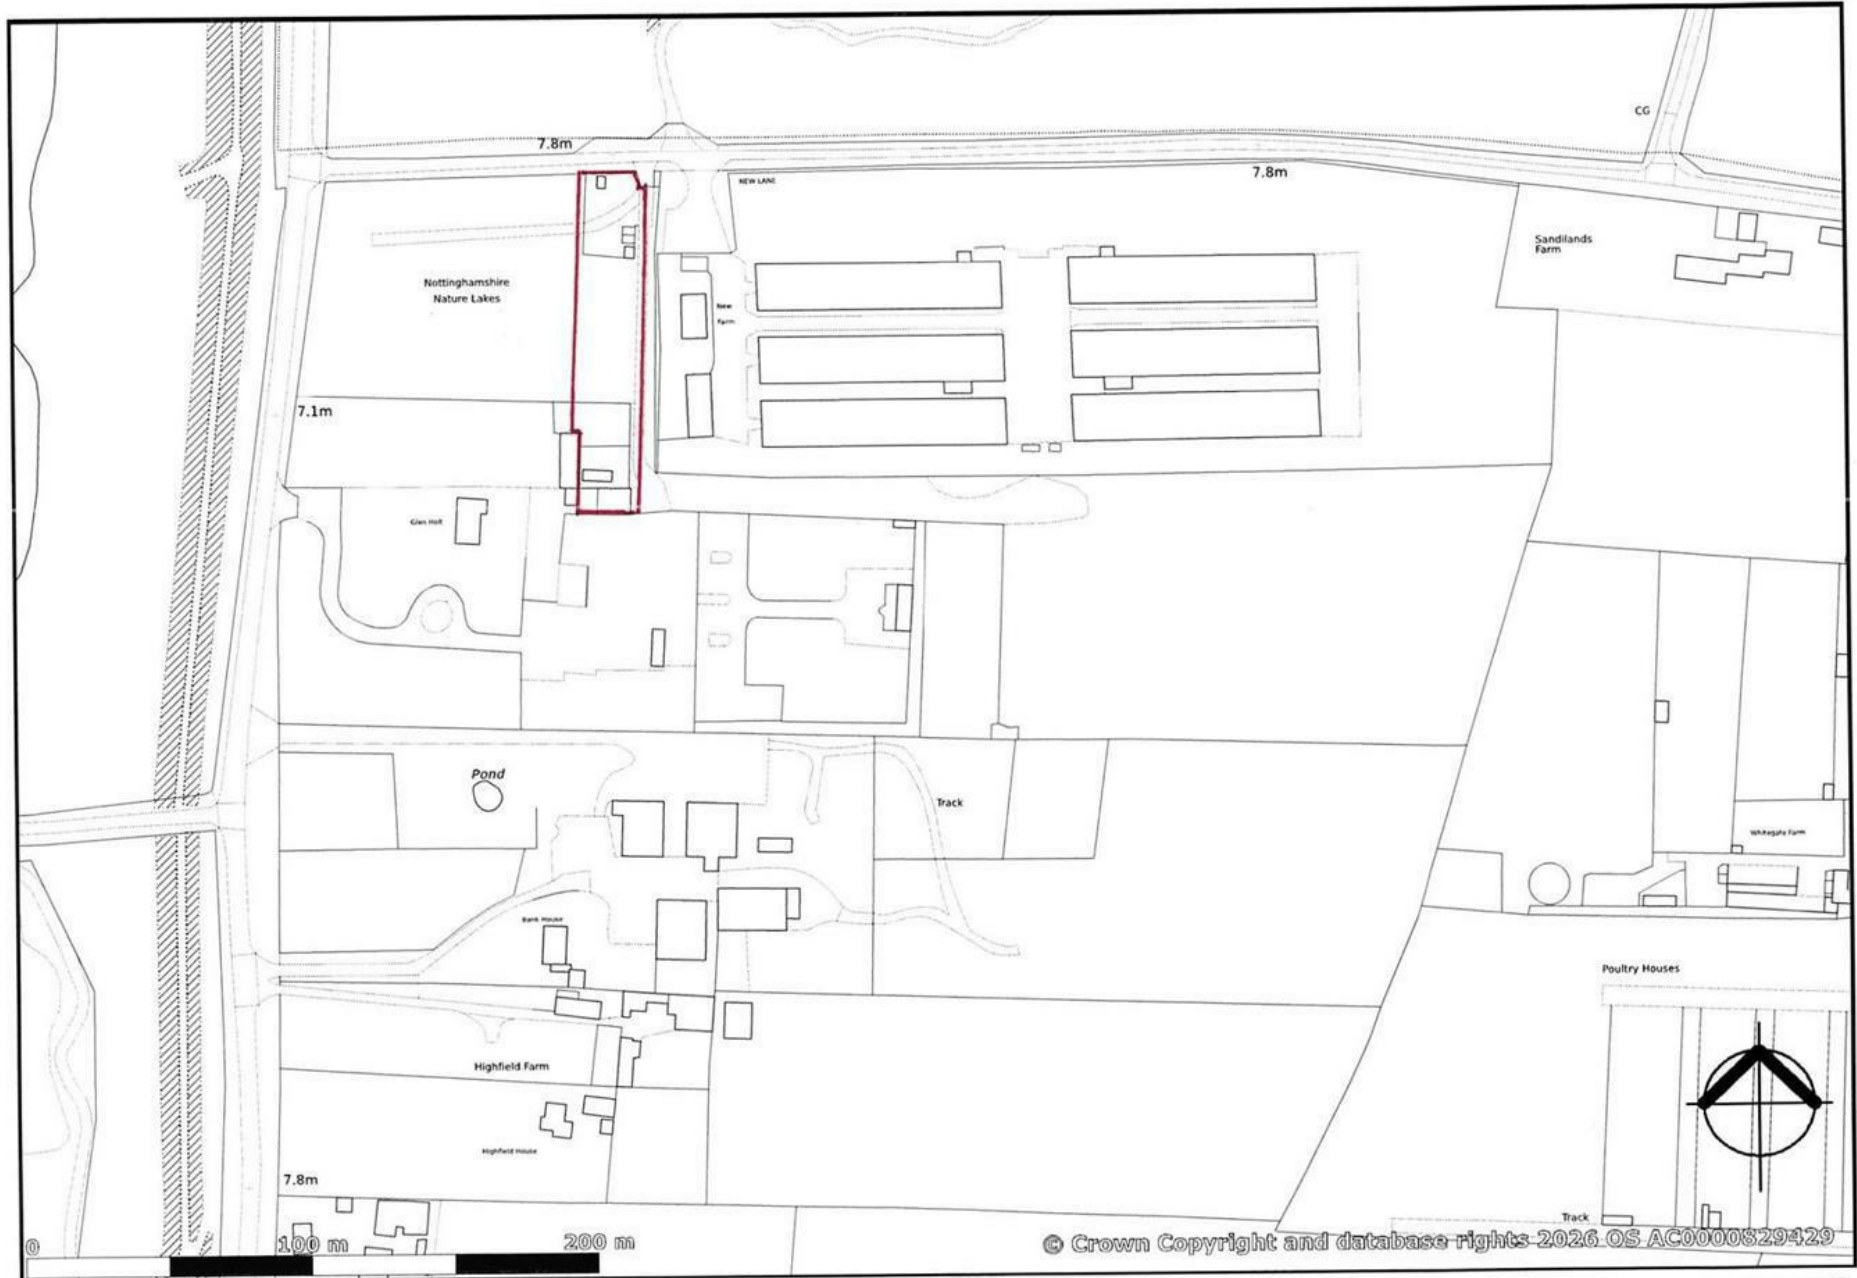 CG
7.8m
7.8m
NEW LANE
Sandilands
Farm
Nottinghamshire
Nature Lakes
New
Farm
7.1m
Glen Holt
Pond
Track
Whitegate Farm
Bank House
Poultry Houses
Highfield Farm
Highfield House
7.8m
Track
0
100 m
200 m
© Crown Copyright and database rights 2026 OS AC0000829429